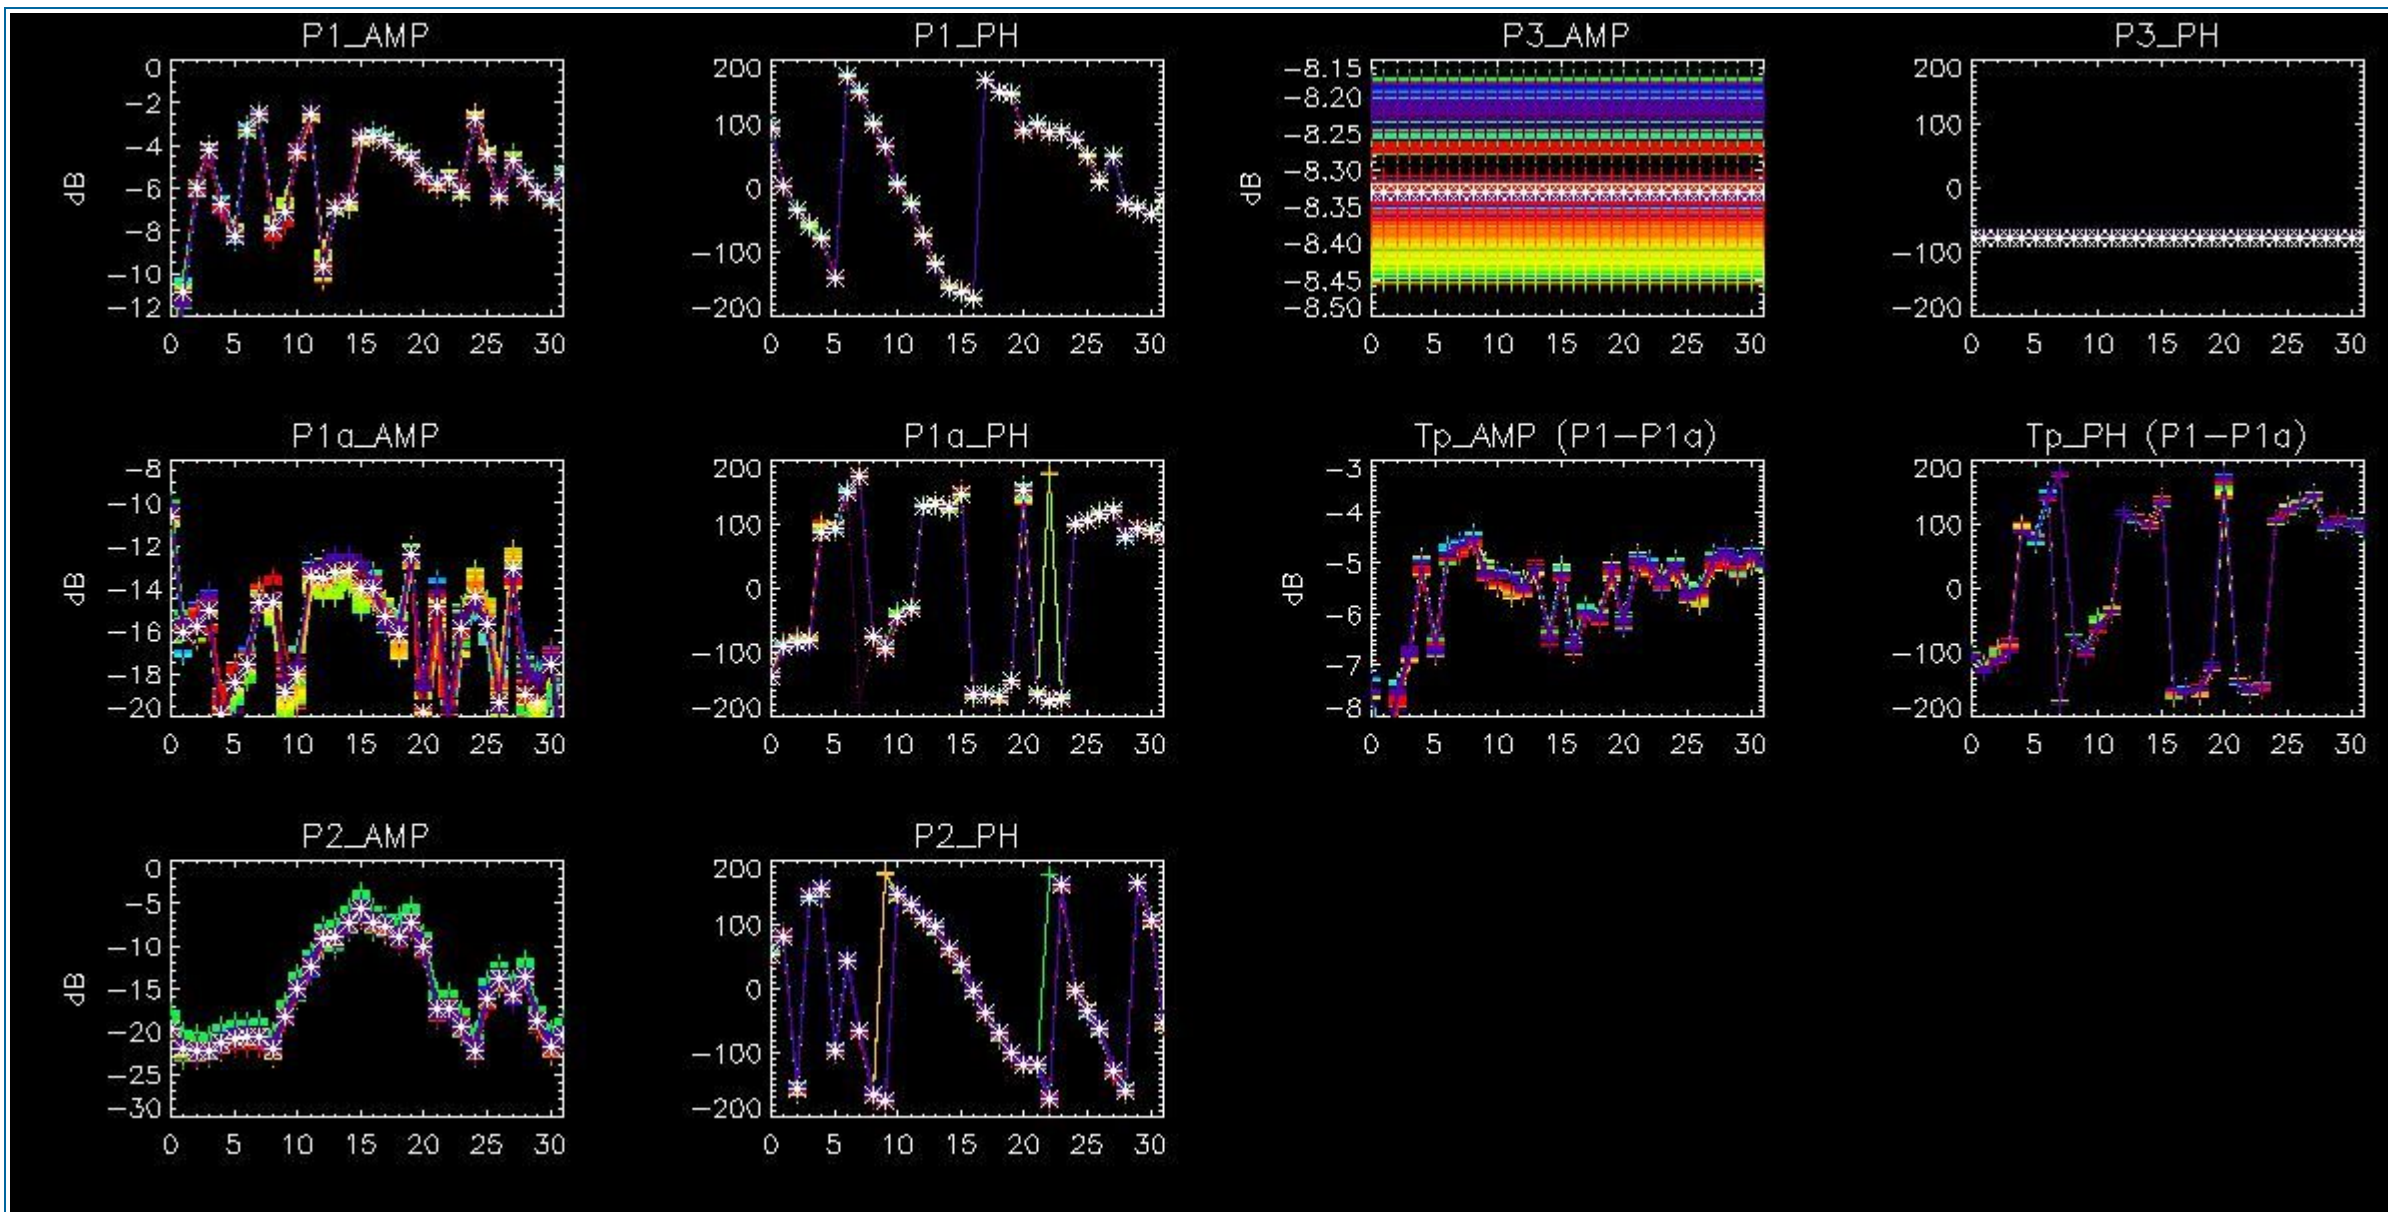 P1_AMP P1_PH P3_AMP P3_PH
0 200 -8.15 200
-2 -8.20
-4 100 -8.25 100
dB -6 0 dB -8.30 0
-8 -8.35
-10 -100 -8.40 -100
-12 -200 -8.45 -200
-8.50
0 5 10 15 20 25 30 0 5 10 15 20 25 30 0 5 10 15 20 25 30 0 5 10 15 20 25 30
P1a_AMP P1a_PH Tp_AMP (P1-P1a) Tp_PH (P1-P1a)
-8 200 -3 200
-10 100 -4 100
-12
dB -14 0 dB -5 0
-16 -6
-18 -100 -7 -100
-20 -200 -8 -200
0 5 10 15 20 25 30 0 5 10 15 20 25 30 0 5 10 15 20 25 30 0 5 10 15 20 25 30
P2_AMP P2_PH
0 200
-5 100
-10
dB -15 0
-20 -100
-25
-30 -200
0 5 10 15 20 25 30 0 5 10 15 20 25 30